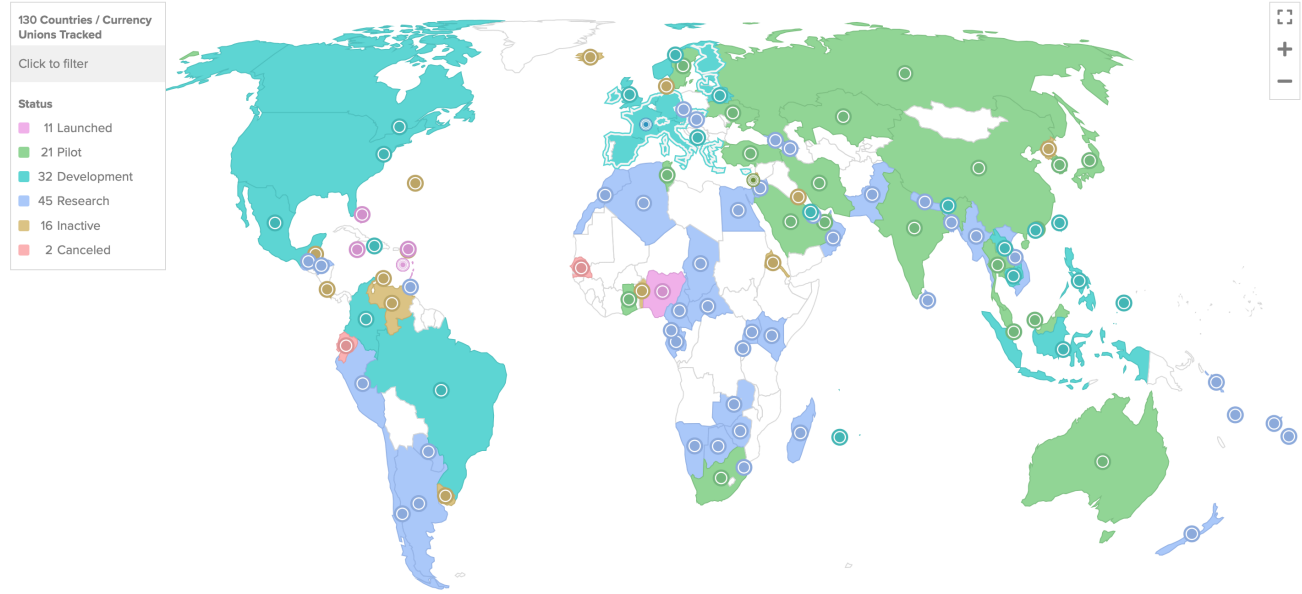 130 Countries / Currency
Unions Tracked
Click to filter
Status
11 Launched
21 Pilot
32 Development
45 Research
16 Inactive
2 Canceled